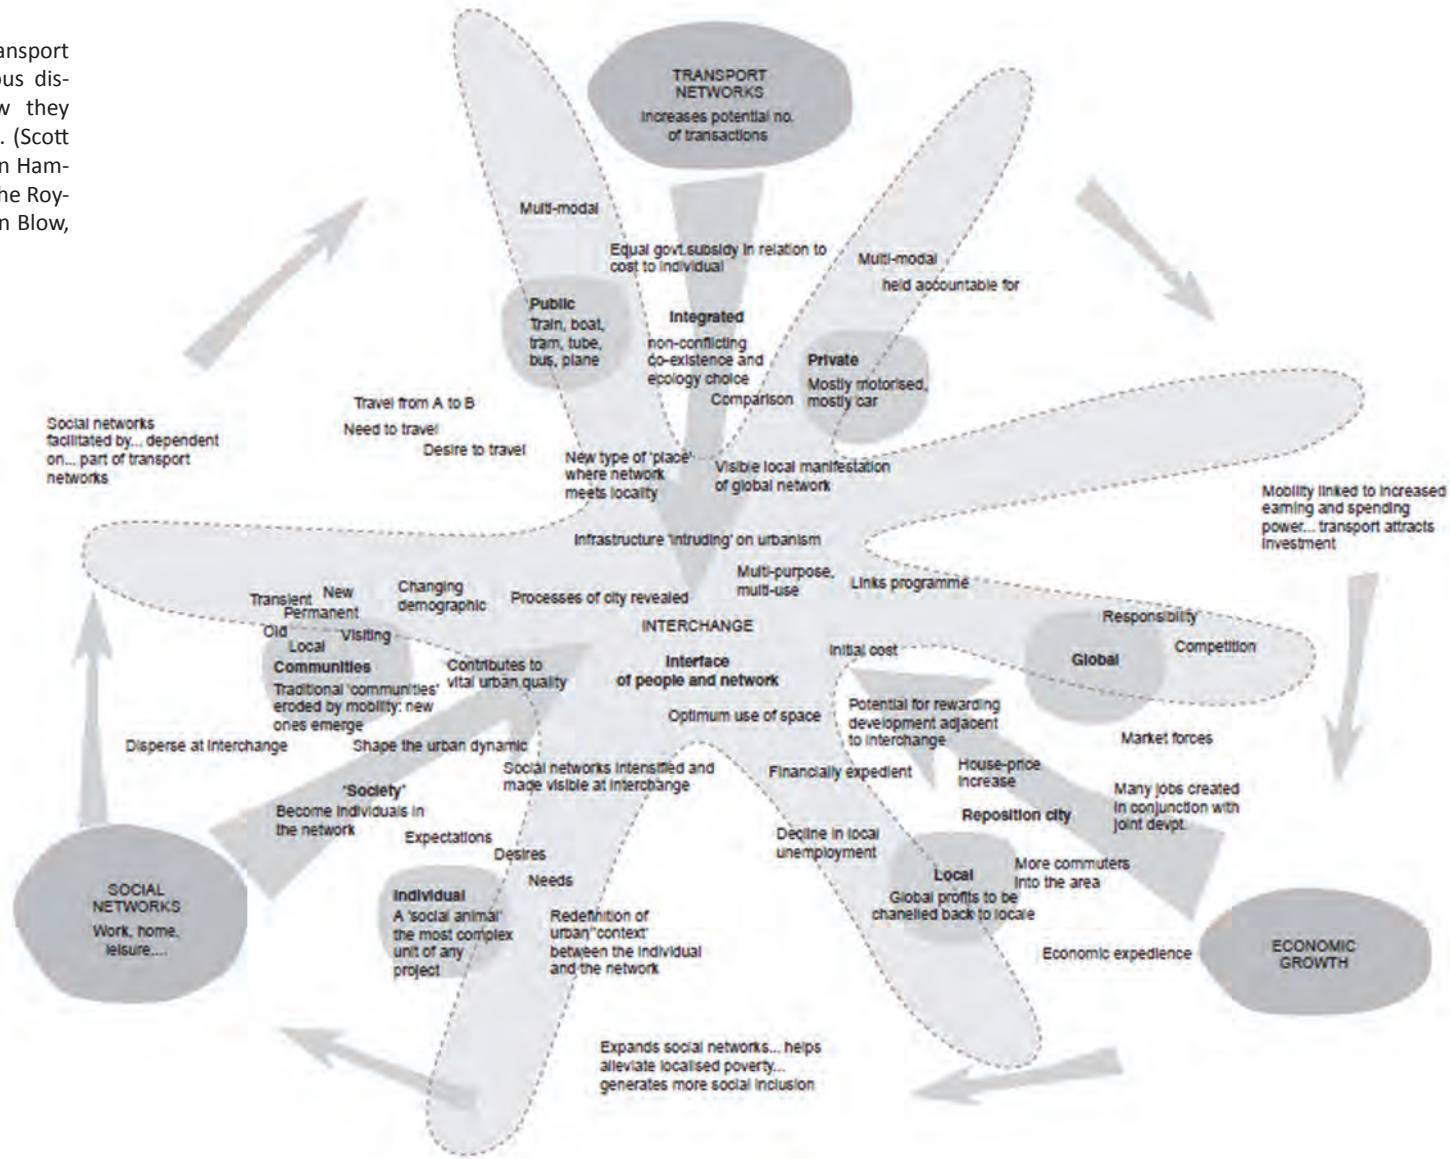 ansport
ous dis-
w they
. (Scott
n Ham-
he Roy-
n Blow,
TRANSPORT
NETWORKS
Increases potential no.
of transactions
Multi-modal
Equal govt.subsidy in relation to
cost to individual
Multi-modal
held accountable for
Public
Train, boat,
tram, tube,
bus, plane
Integrated
non-conflicting
co-existence and
ecology choice
Comparison
Private
Mostly motorised,
mostly car
Travel from A to B
Need to travel
Desire to travel
Social networks
facilitated by... dependent
on... part of transport
networks
New type of 'place'
where network
meets locality
Visible local manifestation
of global network
Mobility linked to increased
earning and spending
power... transport attracts
investment
Infrastructure 'intruding' on urbanism
Multi-purpose,
multi-use
Links programme
Processes of city revealed
Changing
demographic
New
Transient
Permanent
Old
Visiting
Local
Communities
Traditional 'communities'
eroded by mobility: new
ones emerge
Contributes to
vital urban quality
INTERCHANGE
Interface
of people and network
Initial cost
Optimum use of space
Responsibility
Competition
Global
Potential for rewarding
development adjacent
to interchange
Market forces
Disperse at interchange
Shape the urban dynamic
Social networks intensified and
made visible at interchange
Financially expedient
House-price
increase
Many jobs created
in conjunction with
joint devpt.
Reposition city
'Society'
Become individuals in
the network
Expectations
Desires
Needs
Decline in local
unemployment
Local
Global profits to be
chanelled back to locale
More commuters
into the area
SOCIAL
NETWORKS
Work, home,
leisure....
Individual
A 'social animal'
the most complex
unit of any
project
Redefinition of
urban"context'
between the individual
and the network
Economic expedience
ECONOMIC
GROWTH
Expands social networks... helps
alleviate localised poverty...
generates more social inclusion